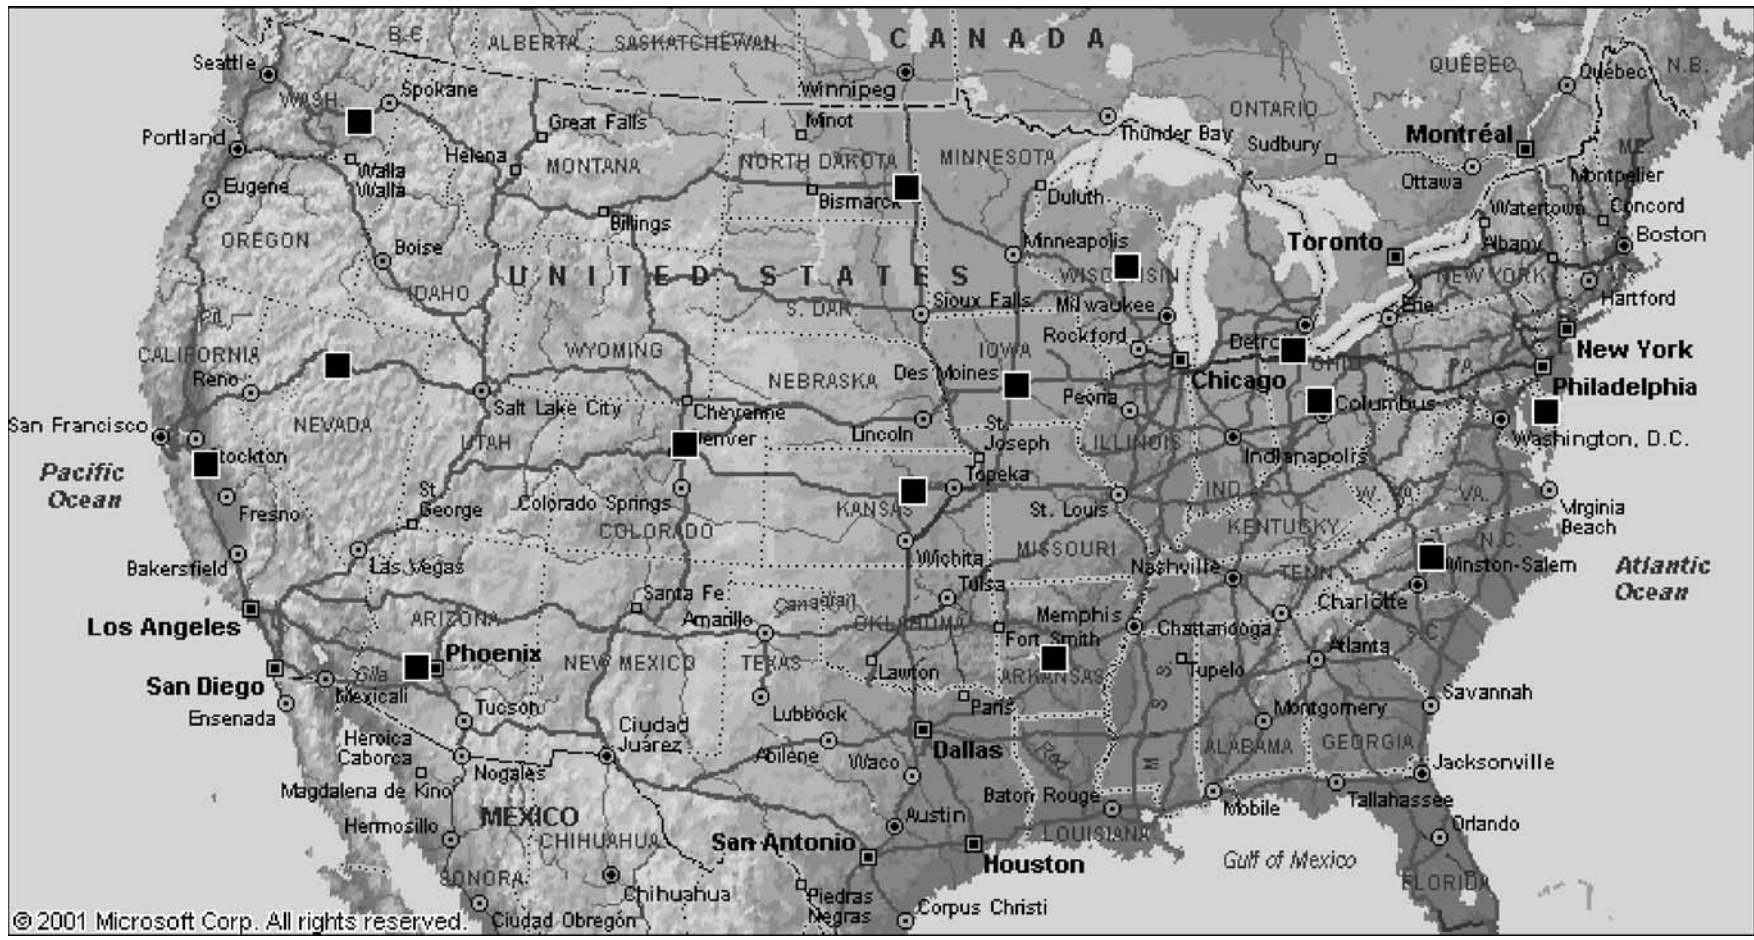 B.C.
ALBERTA
SASKATCHEWAN
CANADA
QUÉBEC
Québec
N.B.
Seattle
WASH.
Spokane
Winnipeg
ONTARIO
Thunder Bay
Montréal
Portland
Great Falls
Minot
Sudbury
Helena
MONTANA
NORTH DAKOTA
MINNESOTA
Ottawa
Montpelier
Walla
Walla
Eugene
Billings
Bismarck
Duluth
Watertown
Concord
OREGON
Boise
Minneapolis
Toronto
Albany
Boston
UNITED STATES
WISCONSIN
NEW YORK
IDAHO
S. DAK.
Sioux Falls
Milwaukee
Erie
Hartford
Pit
CALIFORNIA
WYOMING
IOWA
Rockford
Detro
OHIO
PA.
New York
Reno
NEBRASKA
Des Moines
Chicago
Philadelphia
Salt Lake City
Cheyenne
Peoria
Columbus
San Francisco
NEVADA
UTAH
Denver
Lincoln
St.
Joseph
ILLINOIS
Indianapolis
Washington, D.C.
Stockton
Pacific
Ocean
Topeka
St.
George
Colorado Springs
KANSAS
St. Louis
IND.
W. VA.
VA.
Fresno
COLORADO
KENTUCKY
Virginia
Beach
Bakersfield
Las Vegas
Wichita
MISSOURI
Nashville
TENN
N.C.
Winston-Salem
Atlantic
Ocean
Santa Fe
Canadian
Tulsa
Los Angeles
ARIZONA
Amarillo
OKLAHOMA
Memphis
Fort Smith
Chattanooga
Charlotte
S.C.
Phoenix
NEW MEXICO
TEXAS
Lawton
ARKANSAS
Tupelo
Atlanta
San Diego
Gila
Mexicali
Ensenada
Tucson
Lubbock
Paris
MISS.
Montgomery
Savannah
Heroica
Caborca
Ciudad
Juárez
Abilene
Waco
Dallas
Red
ALABAMA
GEORGIA
Nogales
Jacksonville
Magdalena de Kino
Baton Rouge
Mobile
Tallahassee
MEXICO
Hermosillo
CHIHUAHUA
San Antonio
Austin
LOUISIANA
Orlando
Houston
Gulf of Mexico
SONORA
Chihuahua
Piedras
Negras
FLORIDA
Corpus Christi
Ciudad Obregón
© 2001 Microsoft Corp. All rights reserved.